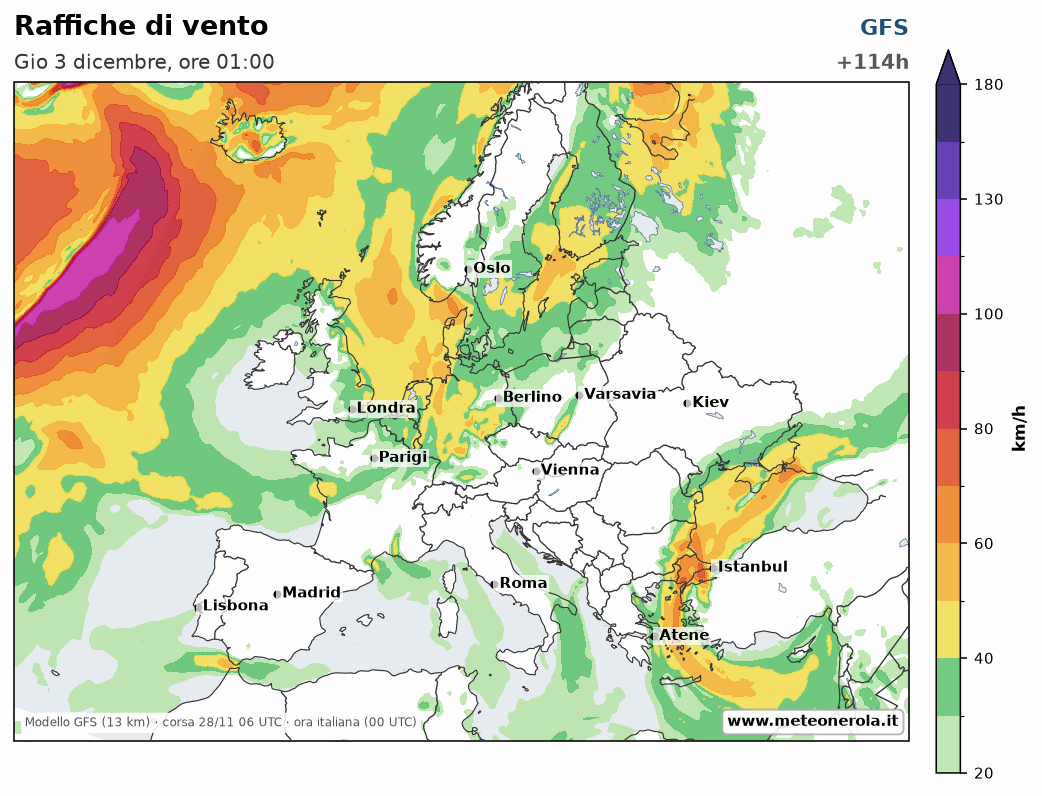 Raffiche di vento
GFS
Gio 3 dicembre, ore 01:00
+114h
180
130
100
80
60
40
20
km/h
Oslo
Berlino
Varsavia
Kiev
Londra
Parigi
Vienna
Istanbul
Roma
Madrid
Lisbona
Atene
Modello GFS (13 km) · corsa 28/11 06 UTC · ora italiana (00 UTC)
www.meteonerola.it